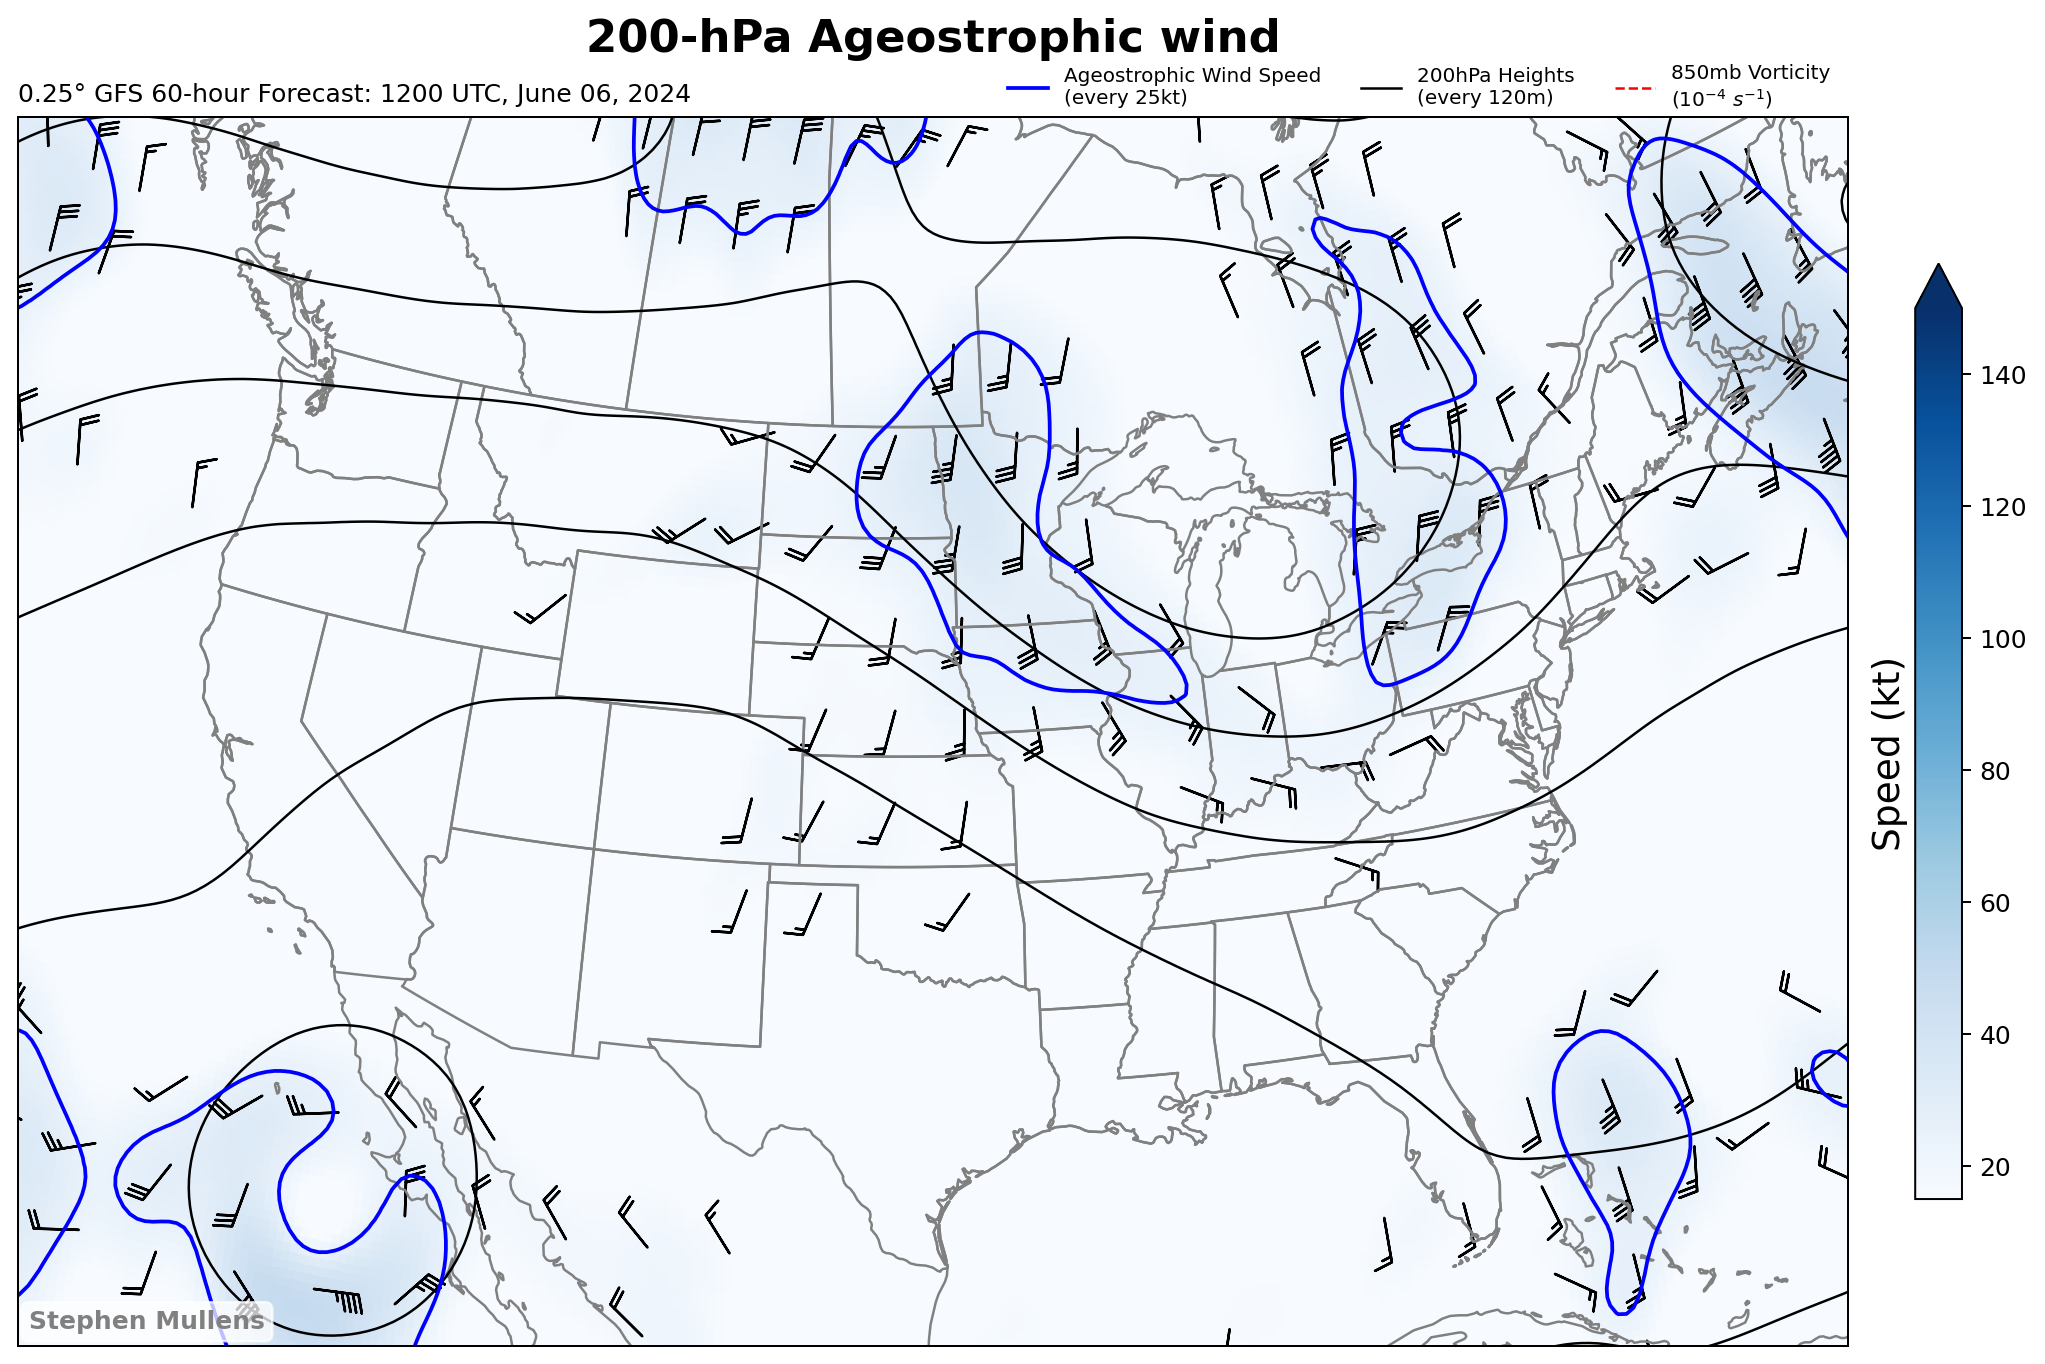 200-hPa Ageostrophic wind
0.25° GFS 60-hour Forecast: 1200 UTC, June 06, 2024
Ageostrophic Wind Speed
(every 25kt)
200hPa Heights
(every 120m)
850mb Vorticity
(10⁻⁴ s⁻¹)
140
120
100
80
60
40
20
Speed (kt)
Stephen Mullens